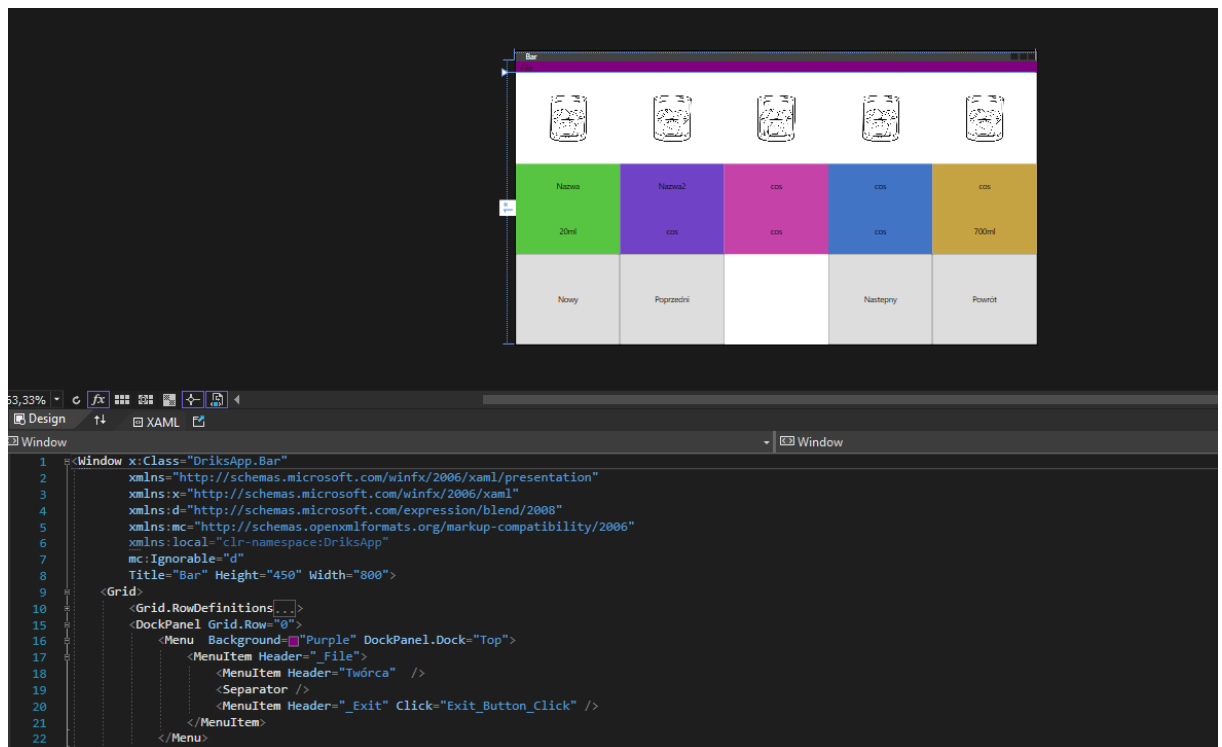 Bar
Nazwa Nazwa2 cos cos cos
20ml cos cos cos 700ml
Nowy Poprzedni Nastepny Powrót
53,33% fx
Design XAML
Window Window
1 <Window x:Class="DriksApp.Bar"
2 xmlns="http://schemas.microsoft.com/winfx/2006/xaml/presentation"
3 xmlns:x="http://schemas.microsoft.com/winfx/2006/xaml"
4 xmlns:d="http://schemas.microsoft.com/expression/blend/2008"
5 xmlns:mc="http://schemas.openxmlformats.org/markup-compatibility/2006"
6 xmlns:local="clr-namespace:DriksApp"
7 mc:Ignorable="d"
8 Title="Bar" Height="450" Width="800">
9 <Grid>
10 <Grid.RowDefinitions...>
15 <DockPanel Grid.Row="0">
16 <Menu Background="Purple" DockPanel.Dock="Top">
17 <MenuItem Header="_File">
18 <MenuItem Header="Twórca" />
19 <Separator />
20 <MenuItem Header="_Exit" Click="Exit_Button_Click" />
21 </MenuItem>
22 </Menu>